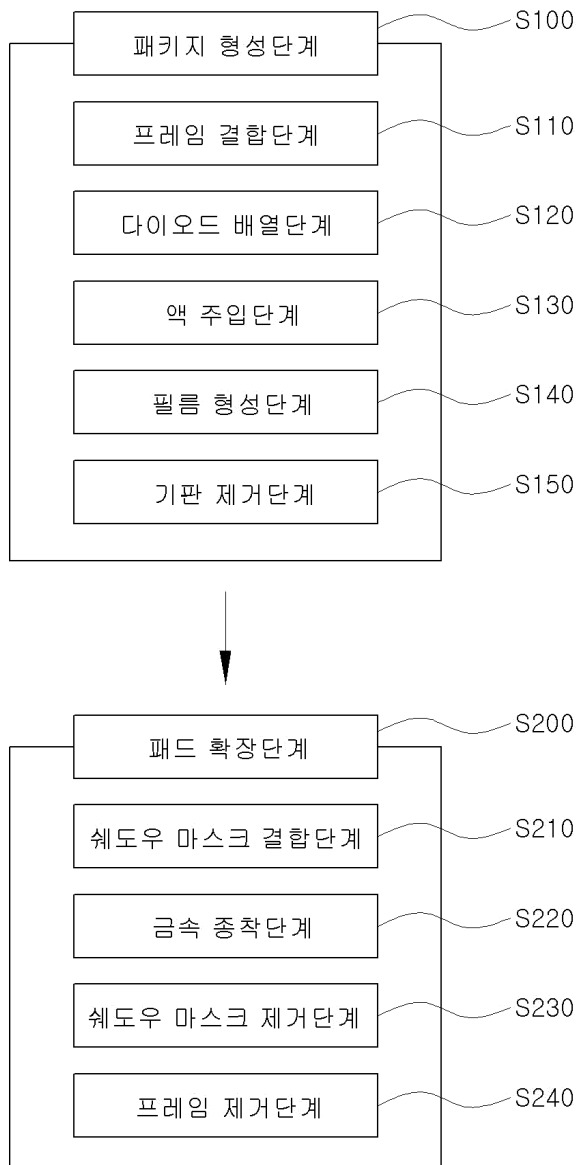 패키지 형성단계 S100
프레임 결합단계 S110
다이오드 배열단계 S120
액 주입단계 S130
필름 형성단계 S140
기판 제거단계 S150
패드 확장단계 S200
쉐도우 마스크 결합단계 S210
금속 증착단계 S220
쉐도우 마스크 제거단계 S230
프레임 제거단계 S240